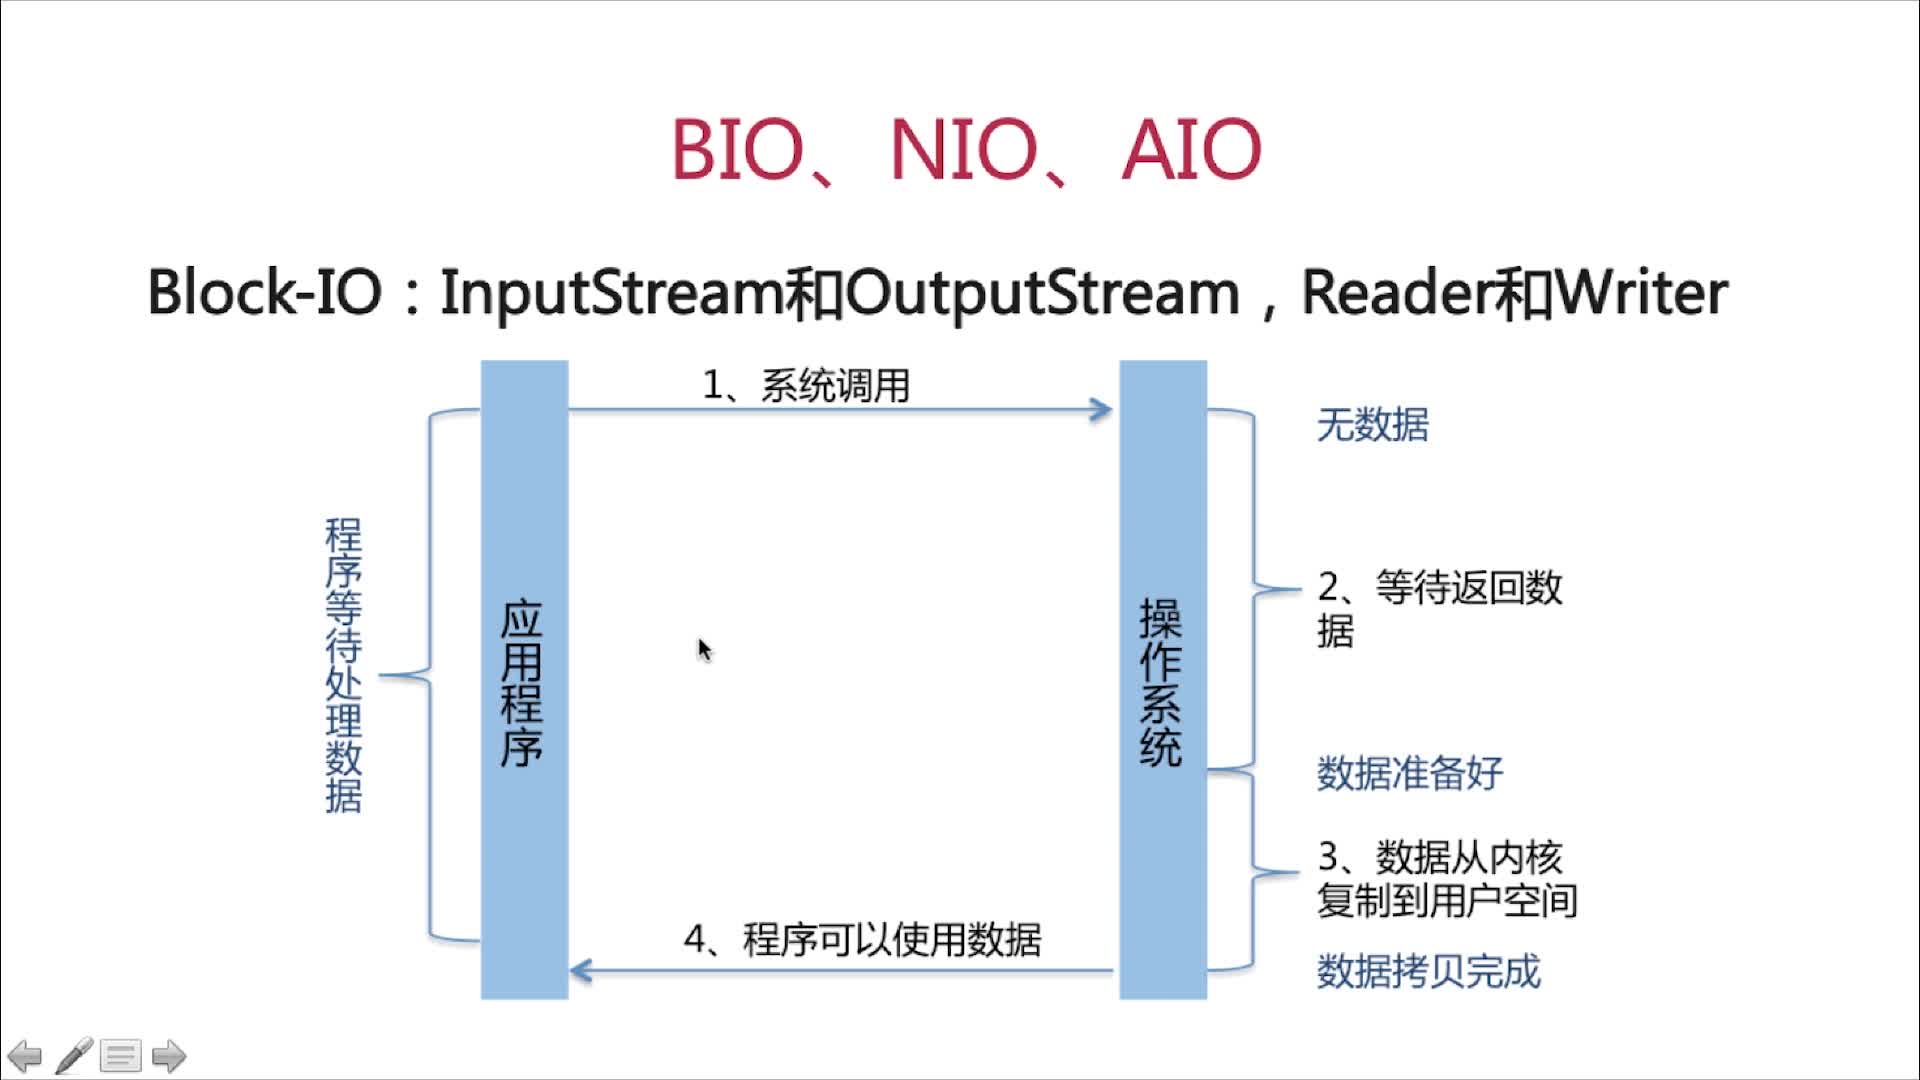 BIO、NIO、AIO
Block-IO：InputStream和OutputStream，Reader和Writer
1、系统调用
无数据
程序等待处理数据
应用程序
操作系统
2、等待返回数
据
数据准备好
3、数据从内核
复制到用户空间
4、程序可以使用数据
数据拷贝完成